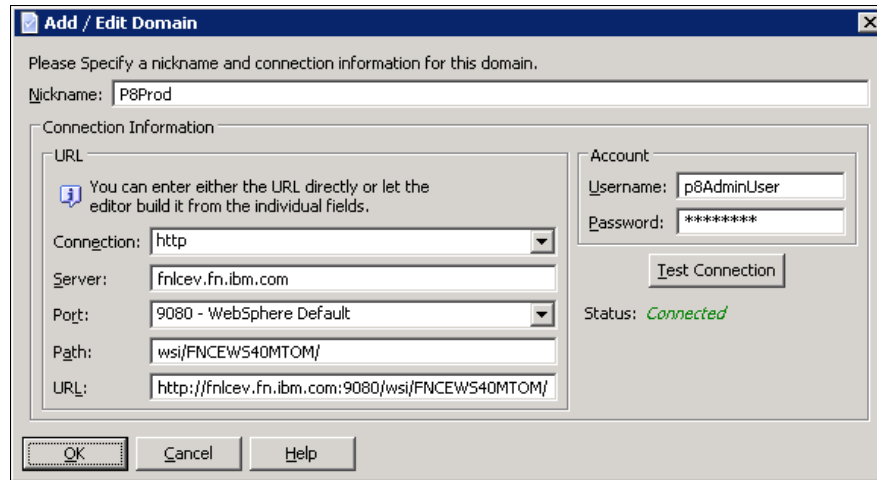 Add / Edit Domain
Please Specify a nickname and connection information for this domain.
Nickname: P8Prod
Connection Information
URL
You can enter either the URL directly or let the
editor build it from the individual fields.
Connection: http
Server: fnlcev.fn.ibm.com
Port: 9080 - WebSphere Default
Path: wsi/FNCEWS40MTOM/
URL: http://fnlcev.fn.ibm.com:9080/wsi/FNCEWS40MTOM/
Account
Username: p8AdminUser
Password: ********
Test Connection
Status: Connected
OK Cancel Help